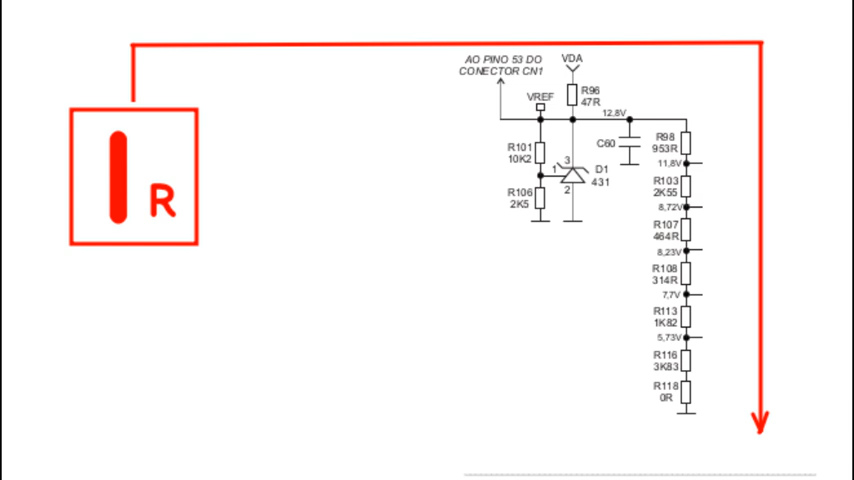 I R
AO PINO 53 DO
CONECTOR CN1
VDA
R96
47R
VREF
12,8V
R101
10K2
C60
R98
953R
11,8V
3
1
D1
431
2
R106
2K5
R103
2K55
8,72V
R107
464R
8,23V
R108
314R
7,7V
R113
1K82
5,73V
R116
3K83
R118
0R